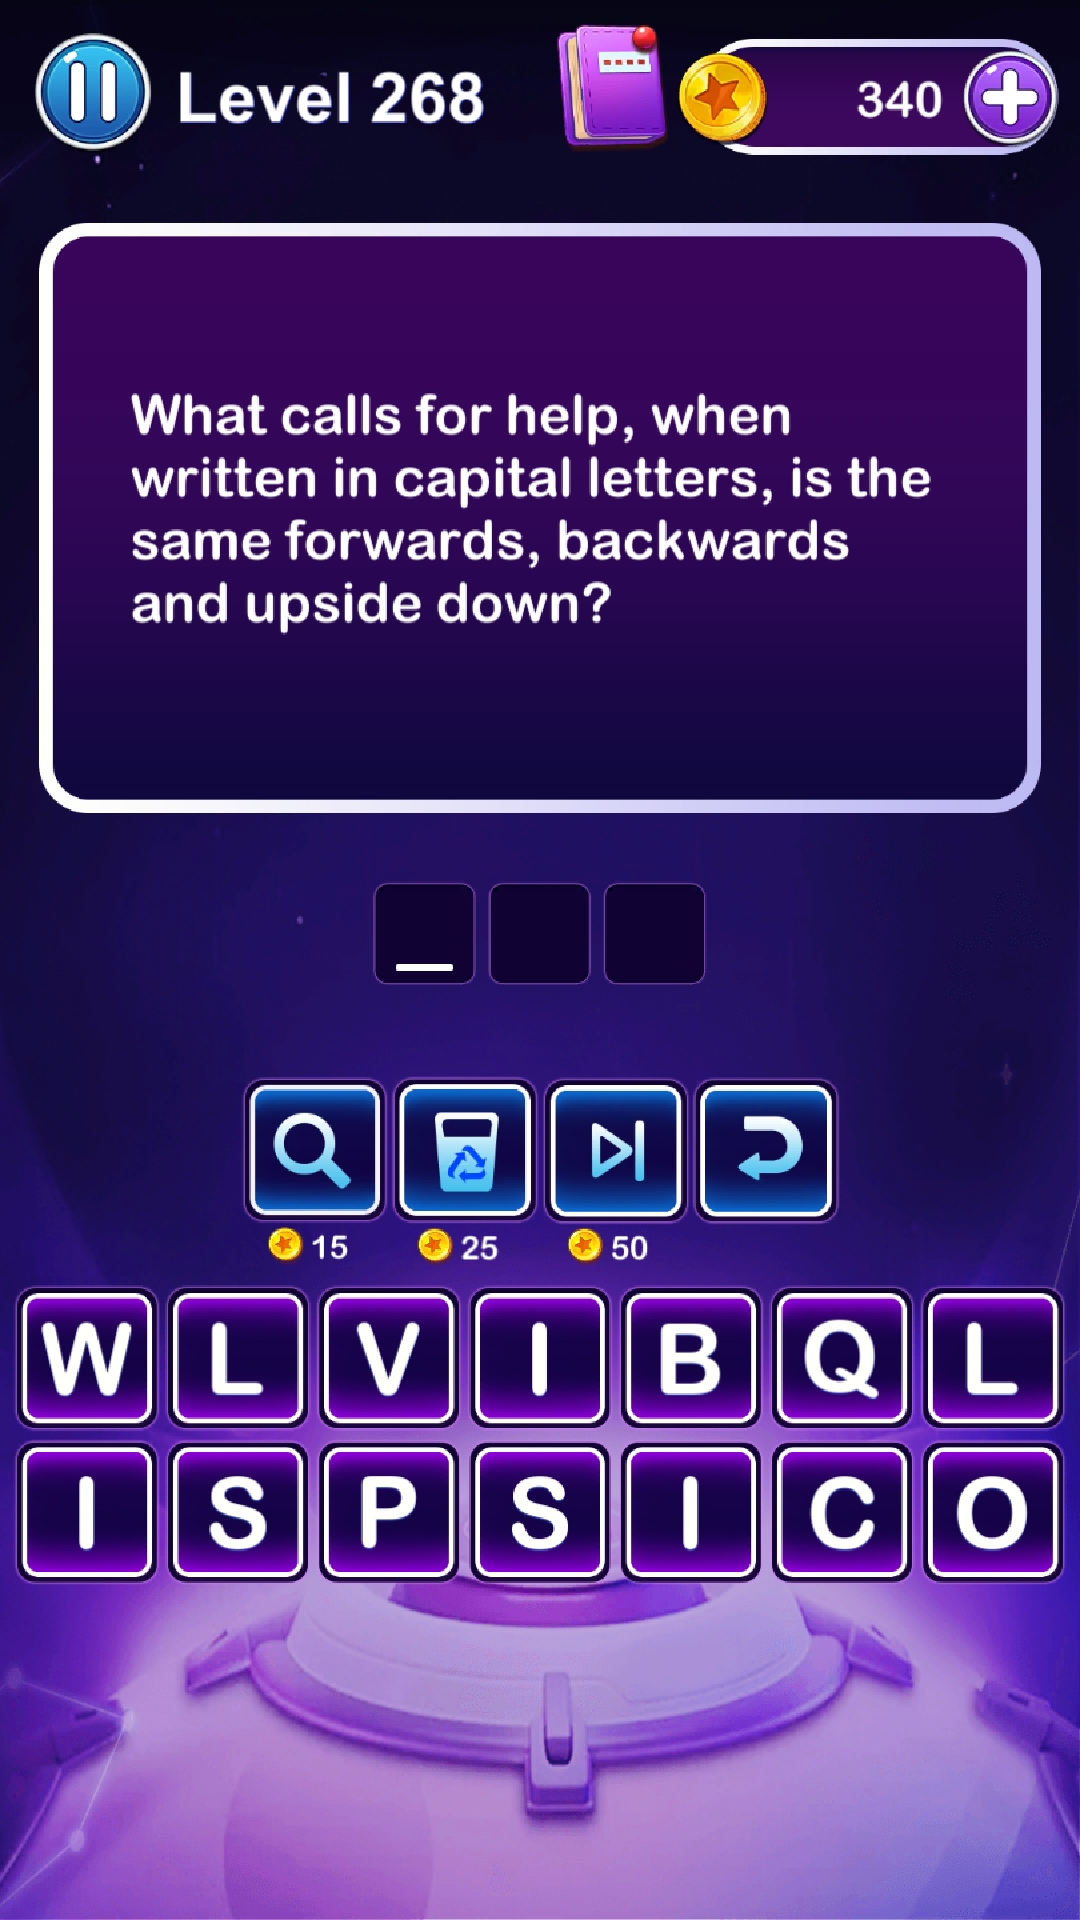 Level 268
340
What calls for help, when
written in capital letters, is the
same forwards, backwards
and upside down?
15 25 50
W L V I B Q L
I S P S I C O